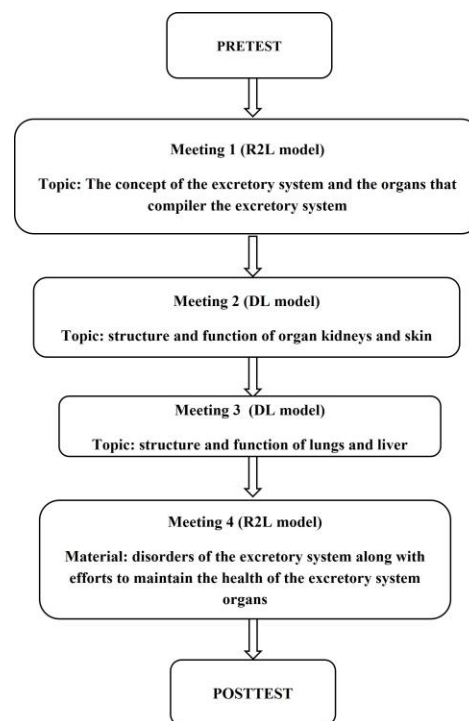 PRETEST
Meeting 1 (R2L model)
Topic: The concept of the excretory system and the organs that
compiler the excretory system
Meeting 2 (DL model)
Topic: structure and function of organ kidneys and skin
Meeting 3 (DL model)
Topic: structure and function of lungs and liver
Meeting 4 (R2L model)
Material: disorders of the excretory system along with
efforts to maintain the health of the excretory system
organs
POSTTEST